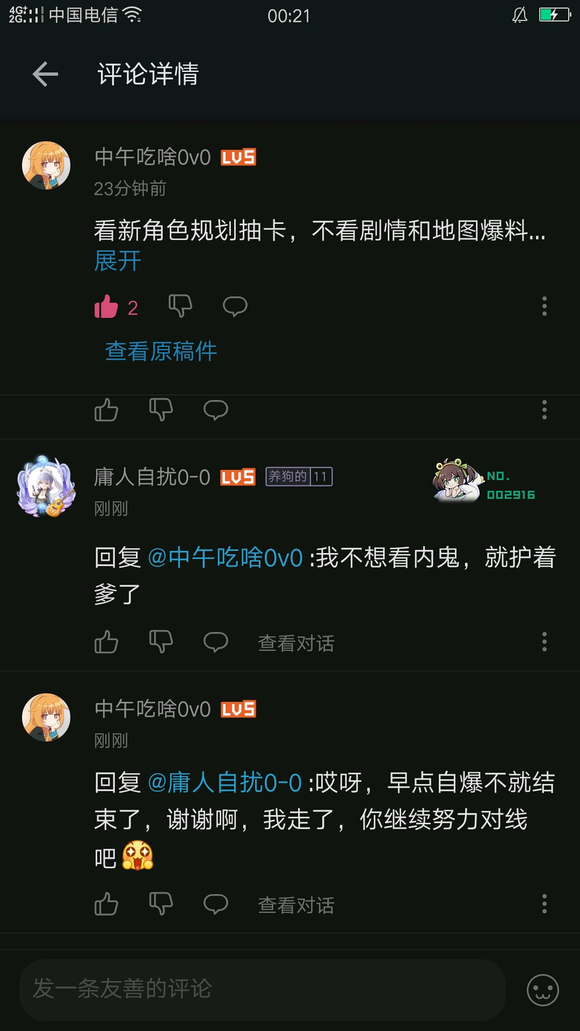 4G+ 2G 中国电信 00:21
评论详情
中午吃啥0v0 LV5
23分钟前
看新角色规划抽卡，不看剧情和地图爆料...
展开
2
查看原稿件
庸人自扰0-0 LV5 养狗的 11 NO.
002916
刚刚
回复 @中午吃啥0v0 :我不想看内鬼，就护着
爹了
查看对话
中午吃啥0v0 LV5
刚刚
回复 @庸人自扰0-0 :哎呀，早点自爆不就结
束了，谢谢啊，我走了，你继续努力对线
吧
查看对话
发一条友善的评论